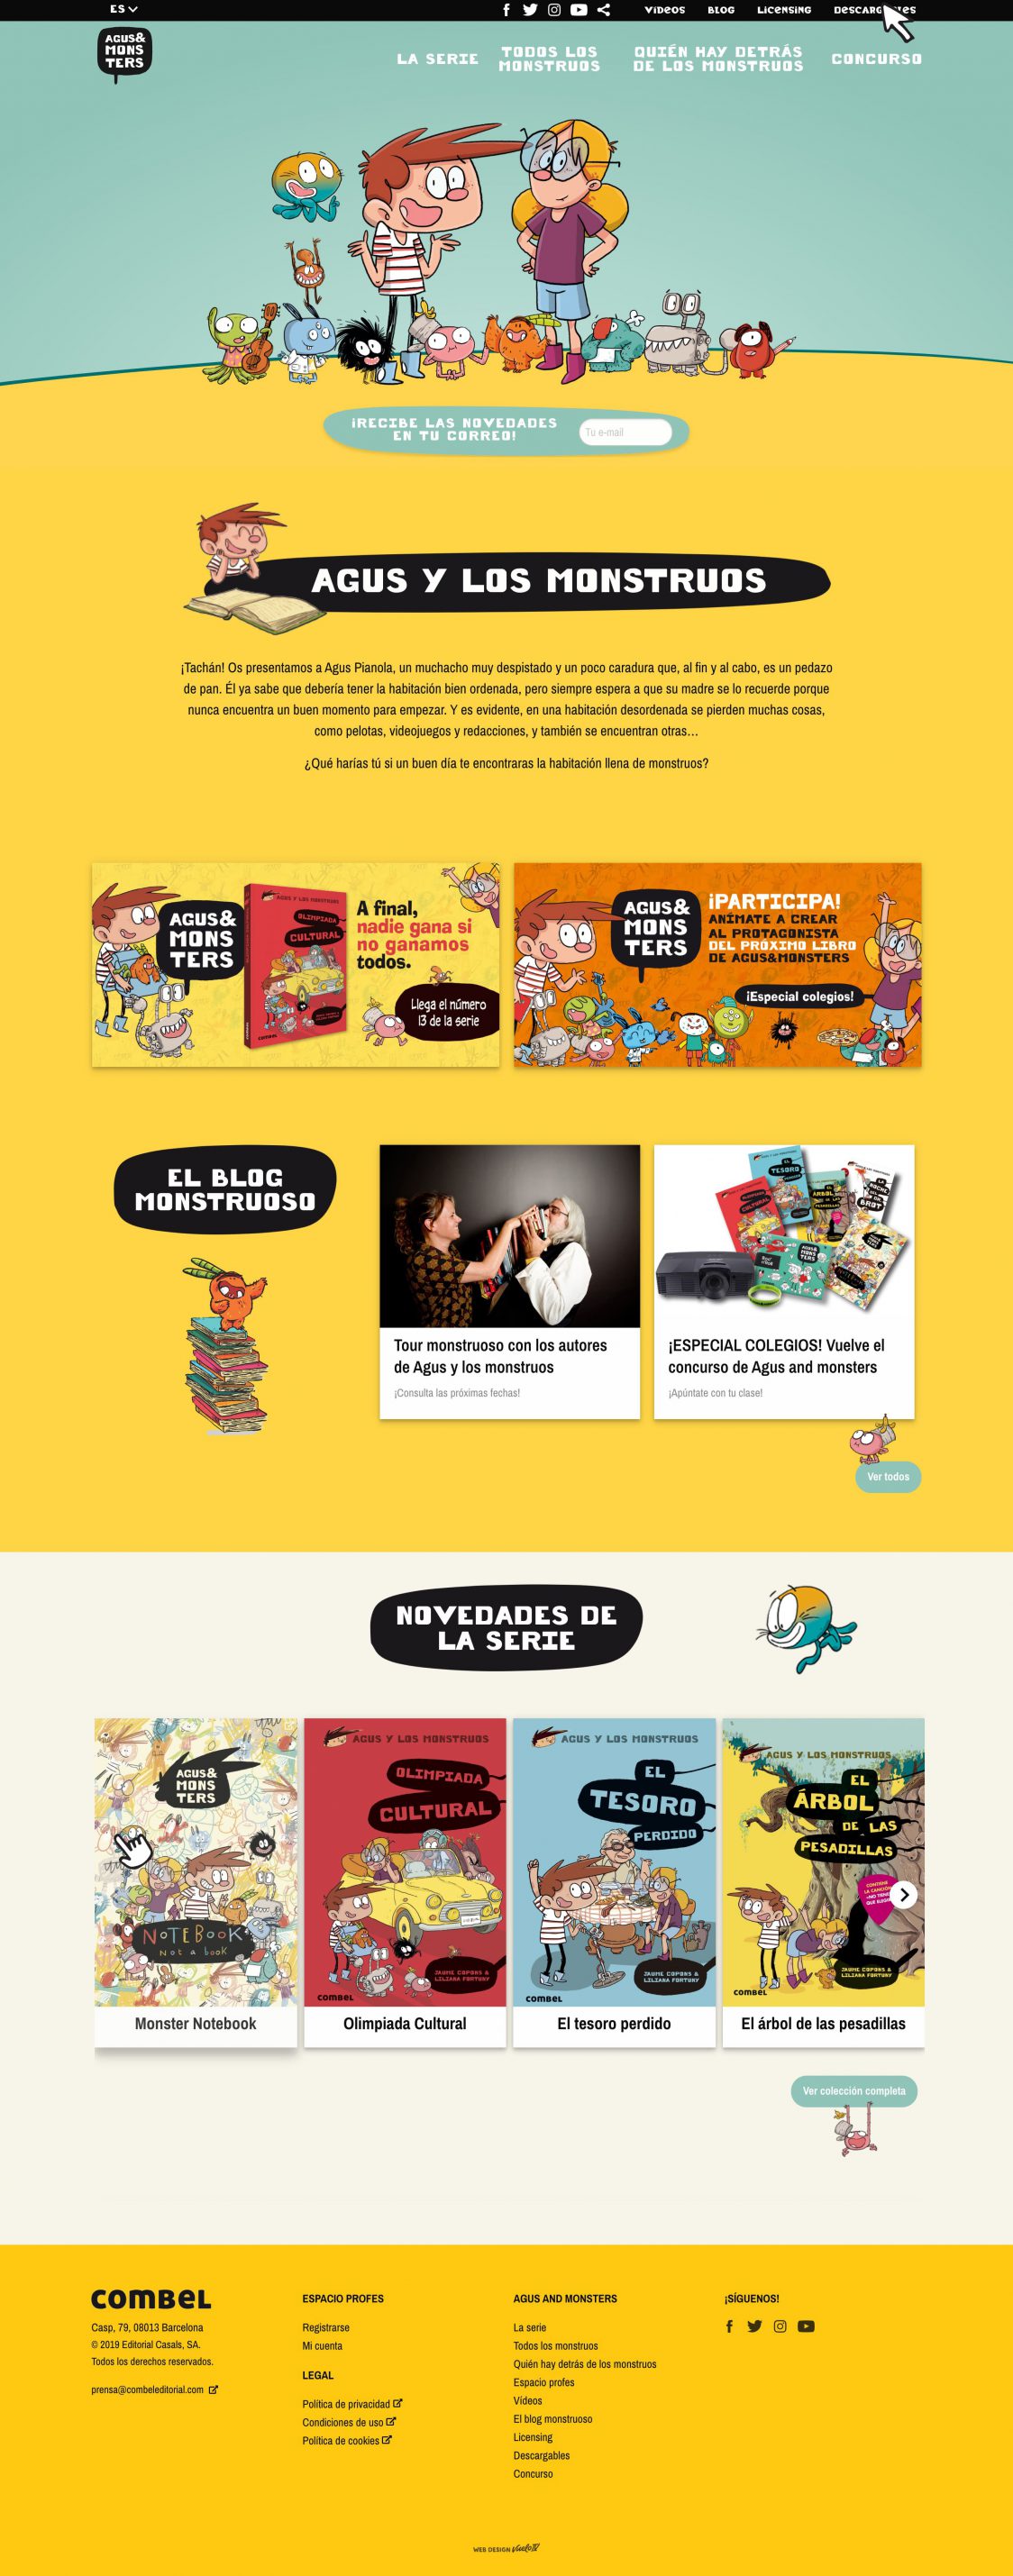 ES
VÍDEOS
BLOG
LICENSING
LA SERIE
TODOS LOS
MONSTRUOS
QUIÉN HAY DETRÁS
DE LOS MONSTRUOS
CONCURSO
AGUS&
MONS
TERS
¡RECIBE LAS NOVEDADES
EN TU CORREO!
Tu e-mail
AGUS Y LOS MONSTRUOS
¡Tachán! Os presentamos a Agus Pianola, un muchacho muy despistado y un poco caradura que, al fin y al cabo, es un pedazo
de pan. Él ya sabe que debería tener la habitación bien ordenada, pero siempre espera a que su madre se lo recuerde porque
nunca encuentra un buen momento para empezar. Y es evidente, en una habitación desordenada se pierden muchas cosas,
como pelotas, videojuegos y redacciones, y también se encuentran otras…
¿Qué harías tú si un buen día te encontraras la habitación llena de monstruos?
AGUS&
MONS
TERS
AGUS Y LOS MONSTRUOS
OLIMPIADA
CULTURAL
combel
A final,
nadie gana si
no ganamos
todos.
Llega el número
13 de la serie
AGUS&
MONS
TERS
¡PARTICIPA!
ANÍMATE A CREAR
AL PROTAGONISTA
DEL PRÓXIMO LIBRO
DE AGUS&MONSTERS
¡Especial colegios!
EL BLOG
MONSTRUOSO
Tour monstruoso con los autores
de Agus y los monstruos
¡Consulta las próximas fechas!
EL
TESORO
OLIMPIADA
CULTURAL
¡ESPECIAL COLEGIOS! Vuelve el
concurso de Agus and monsters
¡Apúntate con tu clase!
Ver todos
NOVEDADES DE
LA SERIE
AGUS&
MONS
TERS
NOTEBOOK
Not a book
Monster Notebook
AGUS Y LOS MONSTRUOS
OLIMPIADA
CULTURAL
JAUME COPONS &
LILIANA FORTUNY
combel
Olimpiada Cultural
AGUS Y LOS MONSTRUOS
EL
TESORO
PERDIDO
JAUME COPONS &
LILIANA FORTUNY
combel
El tesoro perdido
AGUS Y LOS MONSTRUOS
EL
ÁRBOL
DE LAS
PESADILLAS
CONTIENE
LA CANCIÓN
JAUME COPONS &
LILIANA FORTUNY
combel
El árbol de las pesadillas
Ver colección completa
combel
Casp, 79, 08013 Barcelona
© 2019 Editorial Casals, SA.
Todos los derechos reservados.
prensa@combeleditorial.com
ESPACIO PROFES
Registrarse
Mi cuenta
LEGAL
Política de privacidad
Condiciones de uso
Política de cookies
AGUS AND MONSTERS
La serie
Todos los monstruos
Quién hay detrás de los monstruos
Espacio profes
Vídeos
El blog monstruoso
Licensing
Descargables
Concurso
¡SÍGUENOS!
WEB DESIGN